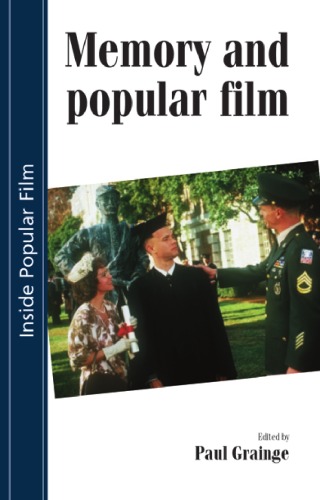 Memory and
popular film
Inside Popular Film
Edited by
Paul Grainge